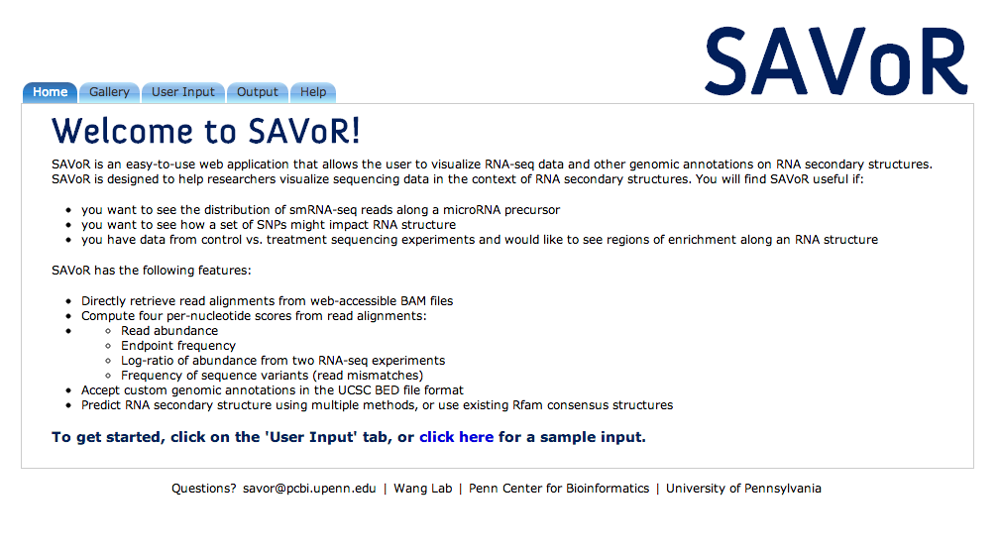 SAVoR
Home Gallery User Input Output Help
Welcome to SAVoR!
SAVoR is an easy-to-use web application that allows the user to visualize RNA-seq data and other genomic annotations on RNA secondary structures.
SAVoR is designed to help researchers visualize sequencing data in the context of RNA secondary structures. You will find SAVoR useful if:
• you want to see the distribution of smRNA-seq reads along a microRNA precursor
• you want to see how a set of SNPs might impact RNA structure
• you have data from control vs. treatment sequencing experiments and would like to see regions of enrichment along an RNA structure
SAVoR has the following features:
• Directly retrieve read alignments from web-accessible BAM files
• Compute four per-nucleotide scores from read alignments:
• ◦ Read abundance
◦ Endpoint frequency
◦ Log-ratio of abundance from two RNA-seq experiments
◦ Frequency of sequence variants (read mismatches)
• Accept custom genomic annotations in the UCSC BED file format
• Predict RNA secondary structure using multiple methods, or use existing Rfam consensus structures
To get started, click on the 'User Input' tab, or click here for a sample input.
Questions? savor@pcbi.upenn.edu | Wang Lab | Penn Center for Bioinformatics | University of Pennsylvania